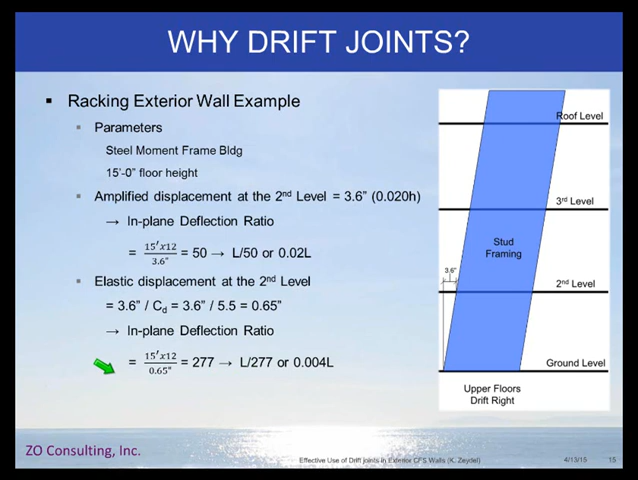 WHY DRIFT JOINTS?
▪ Racking Exterior Wall Example
▪ Parameters
Steel Moment Frame Bldg
15'-0" floor height
▪ Amplified displacement at the 2nd Level = 3.6" (0.020h)
→ In-plane Deflection Ratio
= 15'x12 / 3.6" = 50 → L/50 or 0.02L
▪ Elastic displacement at the 2nd Level
= 3.6" / Cd = 3.6" / 5.5 = 0.65"
→ In-plane Deflection Ratio
= 15'x12 / 0.65" = 277 → L/277 or 0.004L
Roof Level
3rd Level
Stud
Framing
3.6"
2nd Level
Ground Level
Upper Floors
Drift Right
ZO Consulting, Inc.
Effective Use of Drift joints in Exterior CFS Walls (K. Zeydel)
4/13/15
15